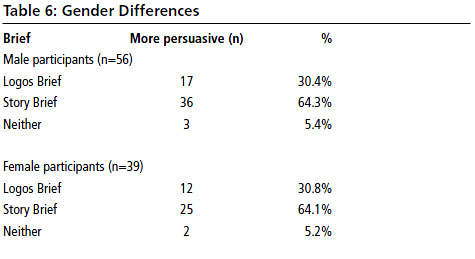 Table 6: Gender Differences
Brief More persuasive (n) %
Male participants (n=56)
Logos Brief 17 30.4%
Story Brief 36 64.3%
Neither 3 5.4%
Female participants (n=39)
Logos Brief 12 30.8%
Story Brief 25 64.1%
Neither 2 5.2%